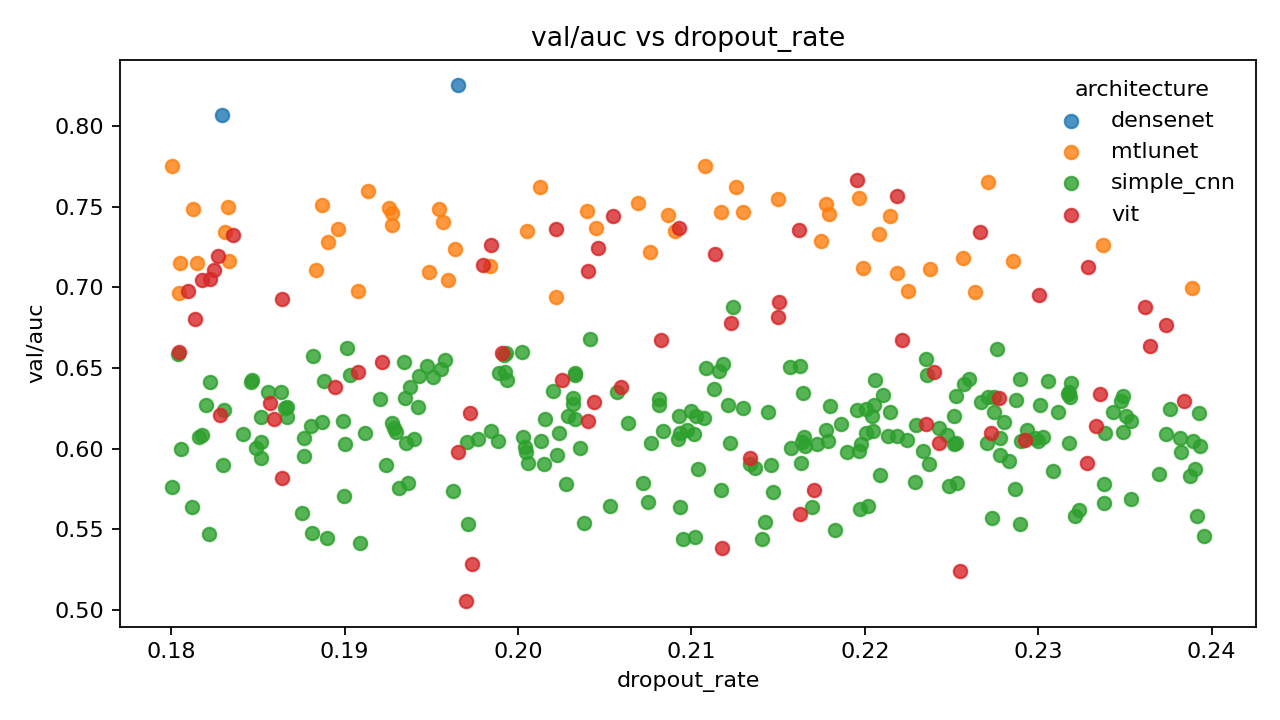 val/auc vs dropout_rate
architecture
densenet
mtlunet
simple_cnn
vit
val/auc
0.80
0.75
0.70
0.65
0.60
0.55
0.50
0.18 0.19 0.20 0.21 0.22 0.23 0.24
dropout_rate